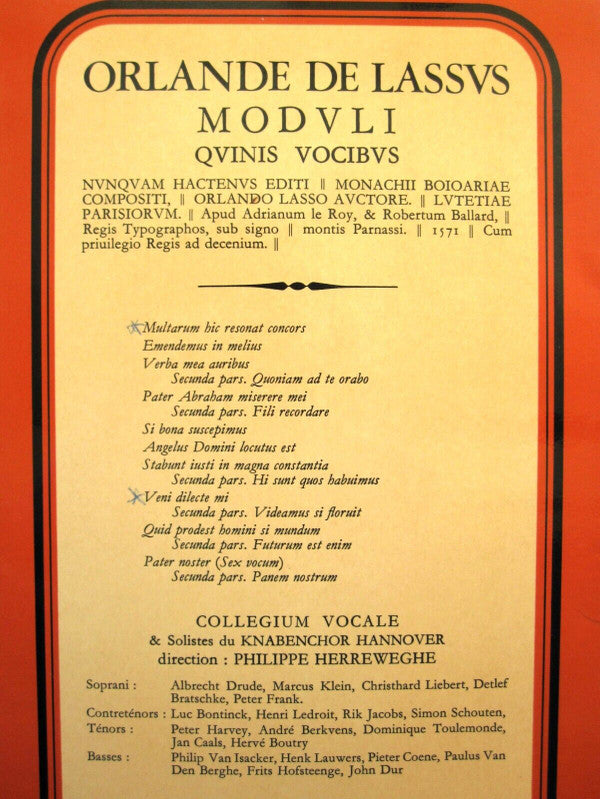 ORLANDE DE LASSVS
MODVLI
QVINIS VOCIBVS
NVNQVAM HACTENVS EDITI || MONACHII BOIOARIAE
COMPOSITI, || ORLANDO LASSO AVCTORE. || LVTETIAE
PARISIORVM. || Apud Adrianum le Roy, & Robertum Ballard, ||
Regis Typographos, sub signo || montis Parnassi. || 1571 || Cum
priuilegio Regis ad decenium. ||
Multarum hic resonat concors
Emendemus in melius
Verba mea auribus
Secunda pars. Quoniam ad te orabo
Pater Abraham miserere mei
Secunda pars. Fili recordare
Si bona suscepimus
Angelus Domini locutus est
Stabunt iusti in magna constantia
Secunda pars. Hi sunt quos habuimus
Veni dilecte mi
Secunda pars. Videamus si floruit
Quid prodest homini si mundum
Secunda pars. Futurum est enim
Pater noster (Sex vocum)
Secunda pars. Panem nostrum
COLLEGIUM VOCALE
& Solistes du KNABENCHOR HANNOVER
direction : PHILIPPE HERREWEGHE
Soprani : Albrecht Drude, Marcus Klein, Christhard Liebert, Detlef
Bratschke, Peter Frank.
Contreténors : Luc Bontinck, Henri Ledroit, Rik Jacobs, Simon Schouten,
Ténors : Peter Harvey, André Berkvens, Dominique Toulemonde,
Jan Caals, Hervé Boutry
Basses : Philip Van Isacker, Henk Lauwers, Pieter Coene, Paulus Van
Den Berghe, Frits Hofsteenge, John Dur